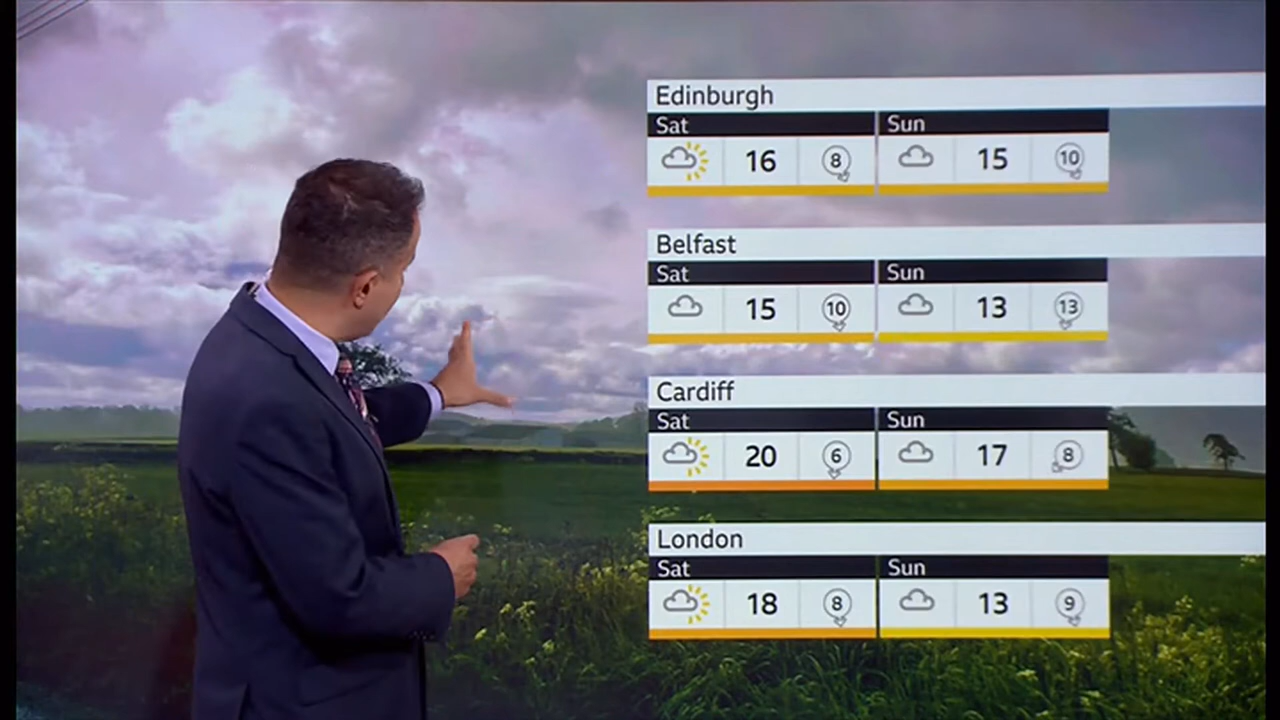 Edinburgh
Sat Sun
16 8 15 10
Belfast
Sat Sun
15 10 13 13
Cardiff
Sat Sun
20 6 17 8
London
Sat Sun
18 8 13 9